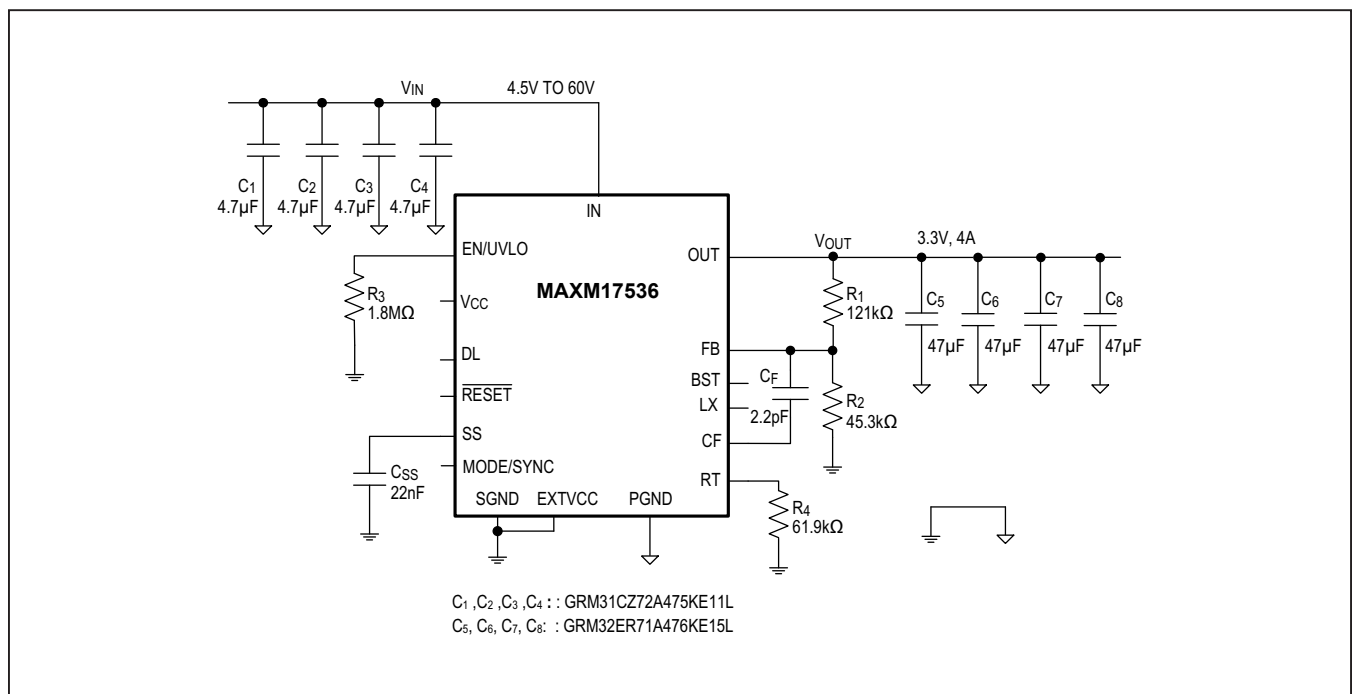 VIN 4.5V TO 60V
C1 4.7µF
C2 4.7µF
C3 4.7µF
C4 4.7µF
IN
EN/UVLO
OUT
VOUT 3.3V, 4A
MAXM17536
R3 1.8MΩ
VCC
R1 121kΩ
C5 47µF
C6 47µF
C7 47µF
C8 47µF
DL
FB
RESET
BST
CF 2.2pF
LX
R2 45.3kΩ
SS
CF
CSS 22nF
MODE/SYNC
RT
R4 61.9kΩ
SGND EXTVCC PGND
C1 ,C2 ,C3 ,C4 : : GRM31CZ72A475KE11L
C5, C6, C7, C8: : GRM32ER71A476KE15L